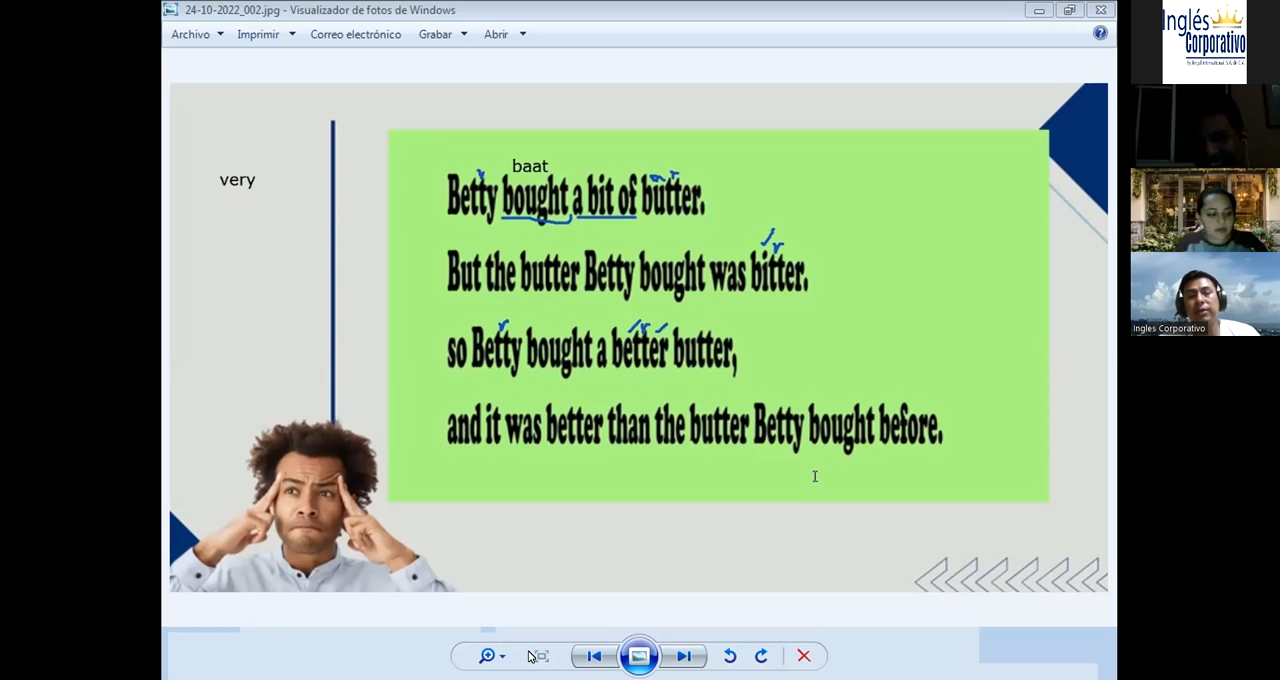 24-10-2022_002.jpg - Visualizador de fotos de Windows
Archivo Imprimir Correo electrónico Grabar Abrir
very
baat
Betty bought a bit of butter.
But the butter Betty bought was bitter.
so Betty bought a better butter,
and it was better than the butter Betty bought before.
Inglés
Corporativo
Ingles Corporativo